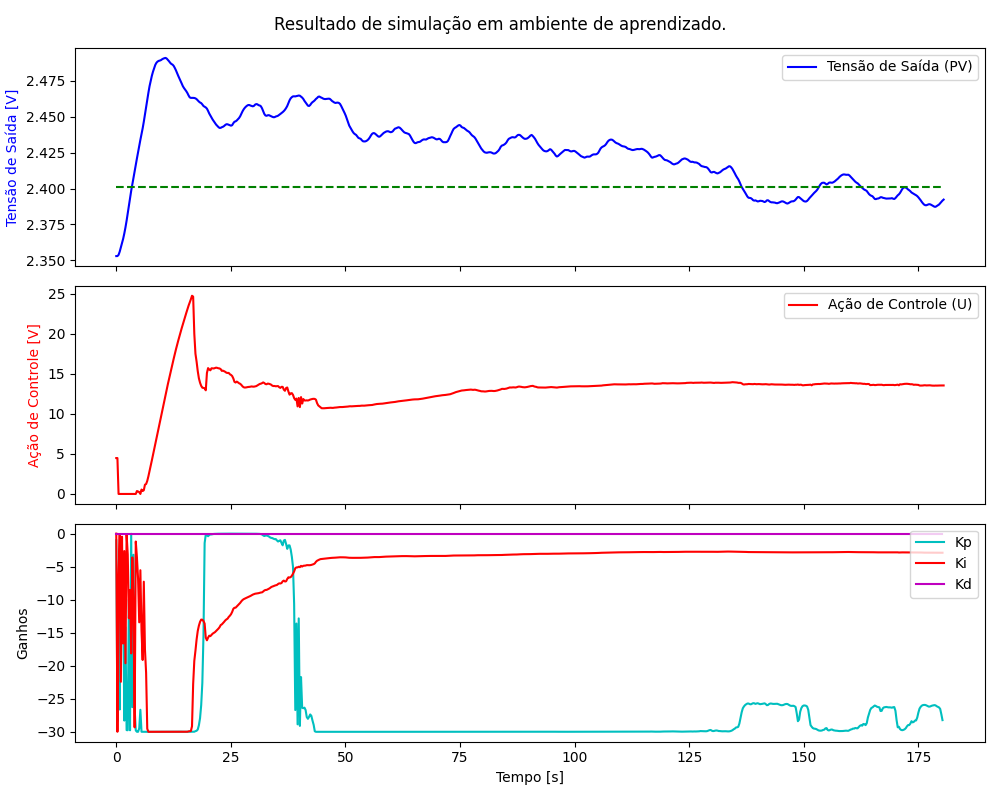 Resultado de simulação em ambiente de aprendizado.
Tensão de Saída [V]
2.475
2.450
2.425
2.400
2.375
2.350
Tensão de Saída (PV)
Ação de Controle [V]
25
20
15
10
5
0
Ação de Controle (U)
Ganhos
0
−5
−10
−15
−20
−25
−30
Kp
Ki
Kd
0 25 50 75 100 125 150 175
Tempo [s]